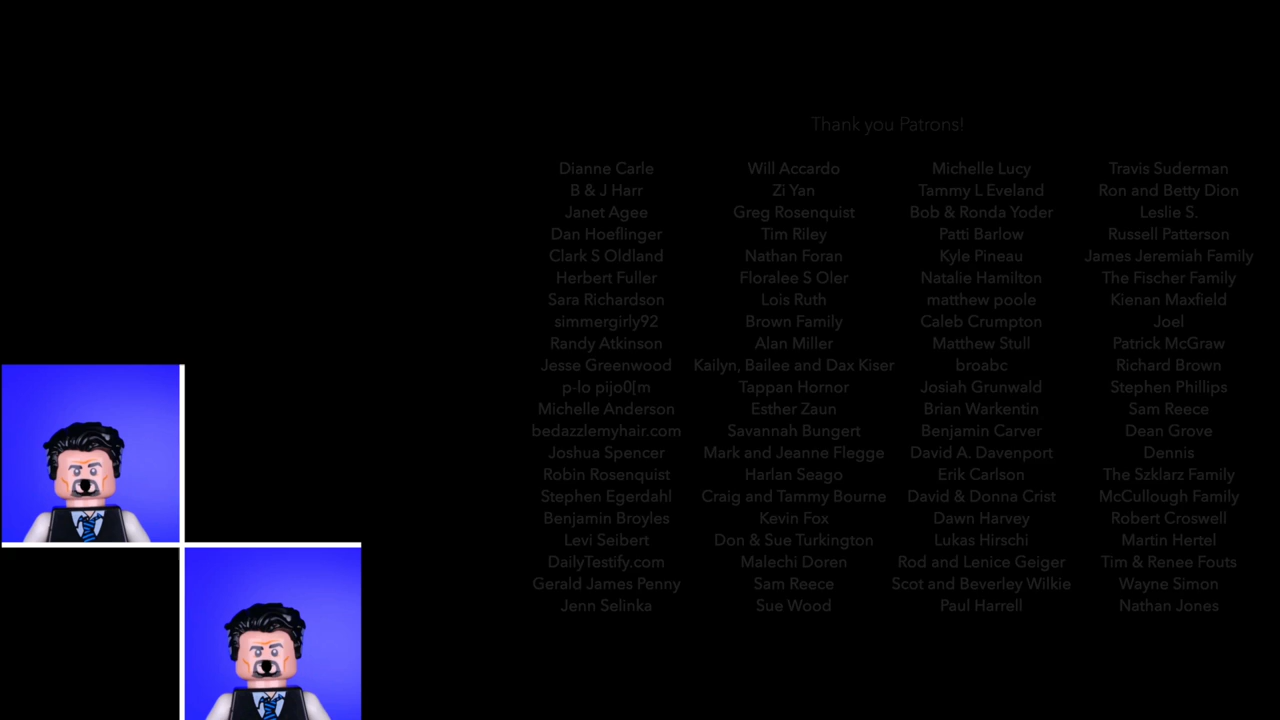 Thank you Patrons!
Dianne Carle Will Accardo Michelle Lucy Travis Suderman
B & J Harr Zi Yan Tammy L Eveland Ron and Betty Dion
Janet Agee Greg Rosenquist Bob & Ronda Yoder Leslie S.
Dan Hoeflinger Tim Riley Patti Barlow Russell Patterson
Clark S Oldland Nathan Foran Kyle Pineau James Jeremiah Family
Herbert Fuller Floralee S Oler Natalie Hamilton The Fischer Family
Sara Richardson Lois Ruth matthew poole Kienan Maxfield
simmergirly92 Brown Family Caleb Crumpton Joel
Randy Atkinson Alan Miller Matthew Stull Patrick McGraw
Jesse Greenwood Kailyn, Bailee and Dax Kiser broabc Richard Brown
p-lo pijo0[m Tappan Hornor Josiah Grunwald Stephen Phillips
Michelle Anderson Esther Zaun Brian Warkentin Sam Reece
bedazzlemyhair.com Savannah Bungert Benjamin Carver Dean Grove
Joshua Spencer Mark and Jeanne Flegge David A. Davenport Dennis
Robin Rosenquist Harlan Seago Erik Carlson The Szklarz Family
Stephen Egerdahl Craig and Tammy Bourne David & Donna Crist McCullough Family
Benjamin Broyles Kevin Fox Dawn Harvey Robert Croswell
Levi Seibert Don & Sue Turkington Lukas Hirschi Martin Hertel
DailyTestify.com Malechi Doren Rod and Lenice Geiger Tim & Renee Fouts
Gerald James Penny Sam Reece Scot and Beverley Wilkie Wayne Simon
Jenn Selinka Sue Wood Paul Harrell Nathan Jones